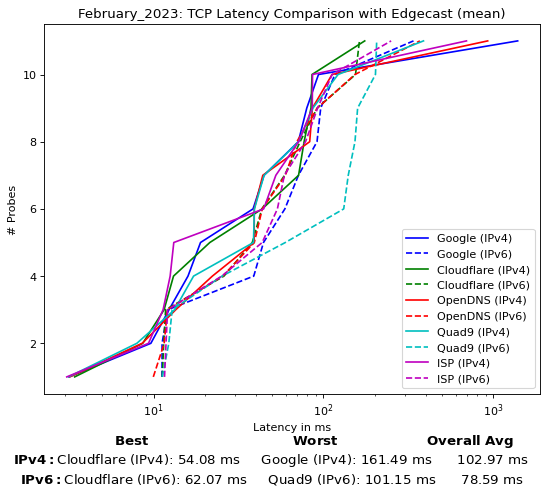 February_2023: TCP Latency Comparison with Edgecast (mean)
# Probes
10
8
6
4
2
Google (IPv4)
Google (IPv6)
Cloudflare (IPv4)
Cloudflare (IPv6)
OpenDNS (IPv4)
OpenDNS (IPv6)
Quad9 (IPv4)
Quad9 (IPv6)
ISP (IPv4)
ISP (IPv6)
10¹ 10² 10³
Latency in ms
Best Worst Overall Avg
IPv4: Cloudflare (IPv4): 54.08 ms Google (IPv4): 161.49 ms 102.97 ms
IPv6: Cloudflare (IPv6): 62.07 ms Quad9 (IPv6): 101.15 ms 78.59 ms